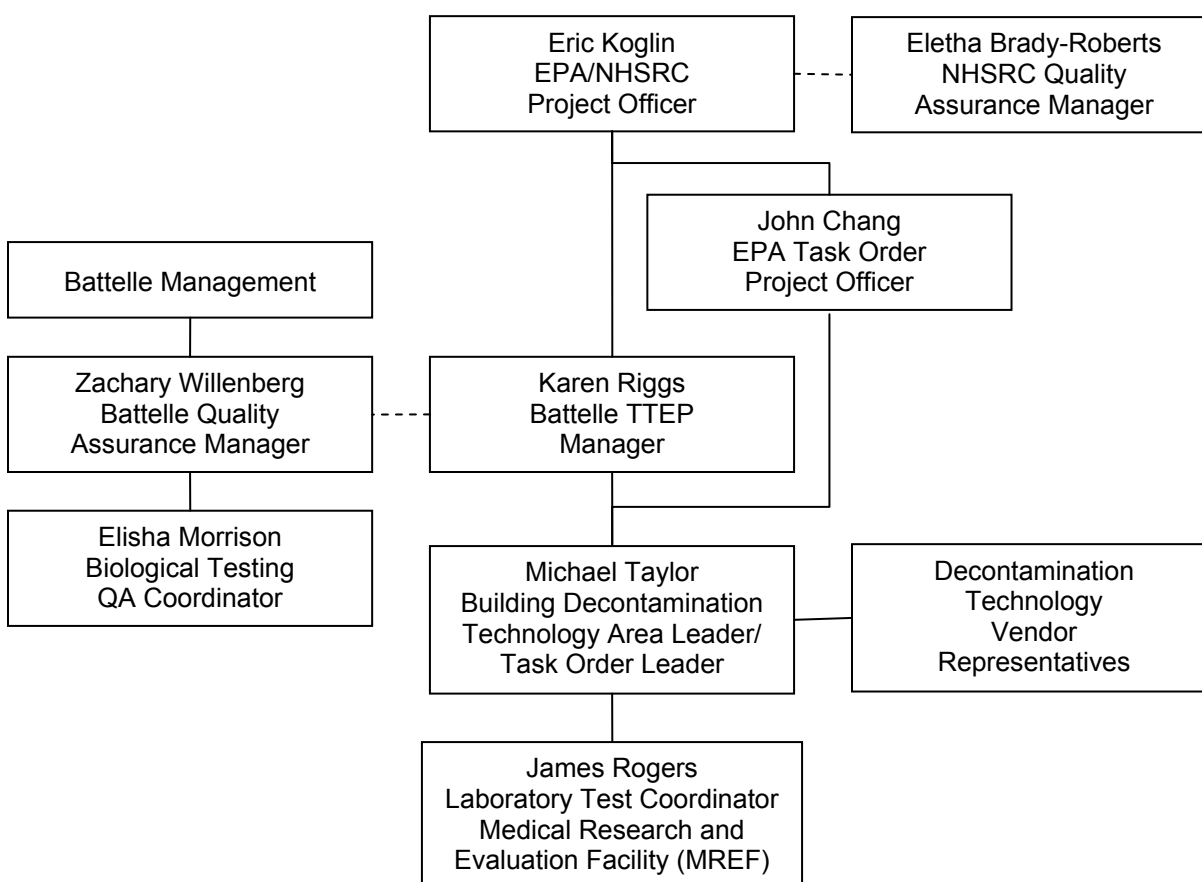 Eric Koglin
EPA/NHSRC
Project Officer
Eletha Brady-Roberts
NHSRC Quality
Assurance Manager
John Chang
EPA Task Order
Project Officer
Battelle Management
Zachary Willenberg
Battelle Quality
Assurance Manager
Karen Riggs
Battelle TTEP
Manager
Elisha Morrison
Biological Testing
QA Coordinator
Michael Taylor
Building Decontamination
Technology Area Leader/
Task Order Leader
Decontamination
Technology
Vendor
Representatives
James Rogers
Laboratory Test Coordinator
Medical Research and
Evaluation Facility (MREF)